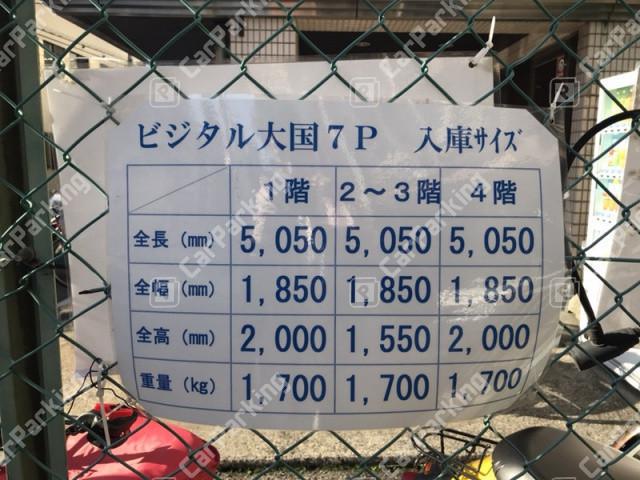 ビジタル大国7P 入庫サイズ
1階 2～3階 4階
全長(mm) 5,050 5,050 5,050
全幅(mm) 1,850 1,850 1,850
全高(mm) 2,000 1,550 2,000
重量(kg) 1,700 1,700 1,700
CarParking